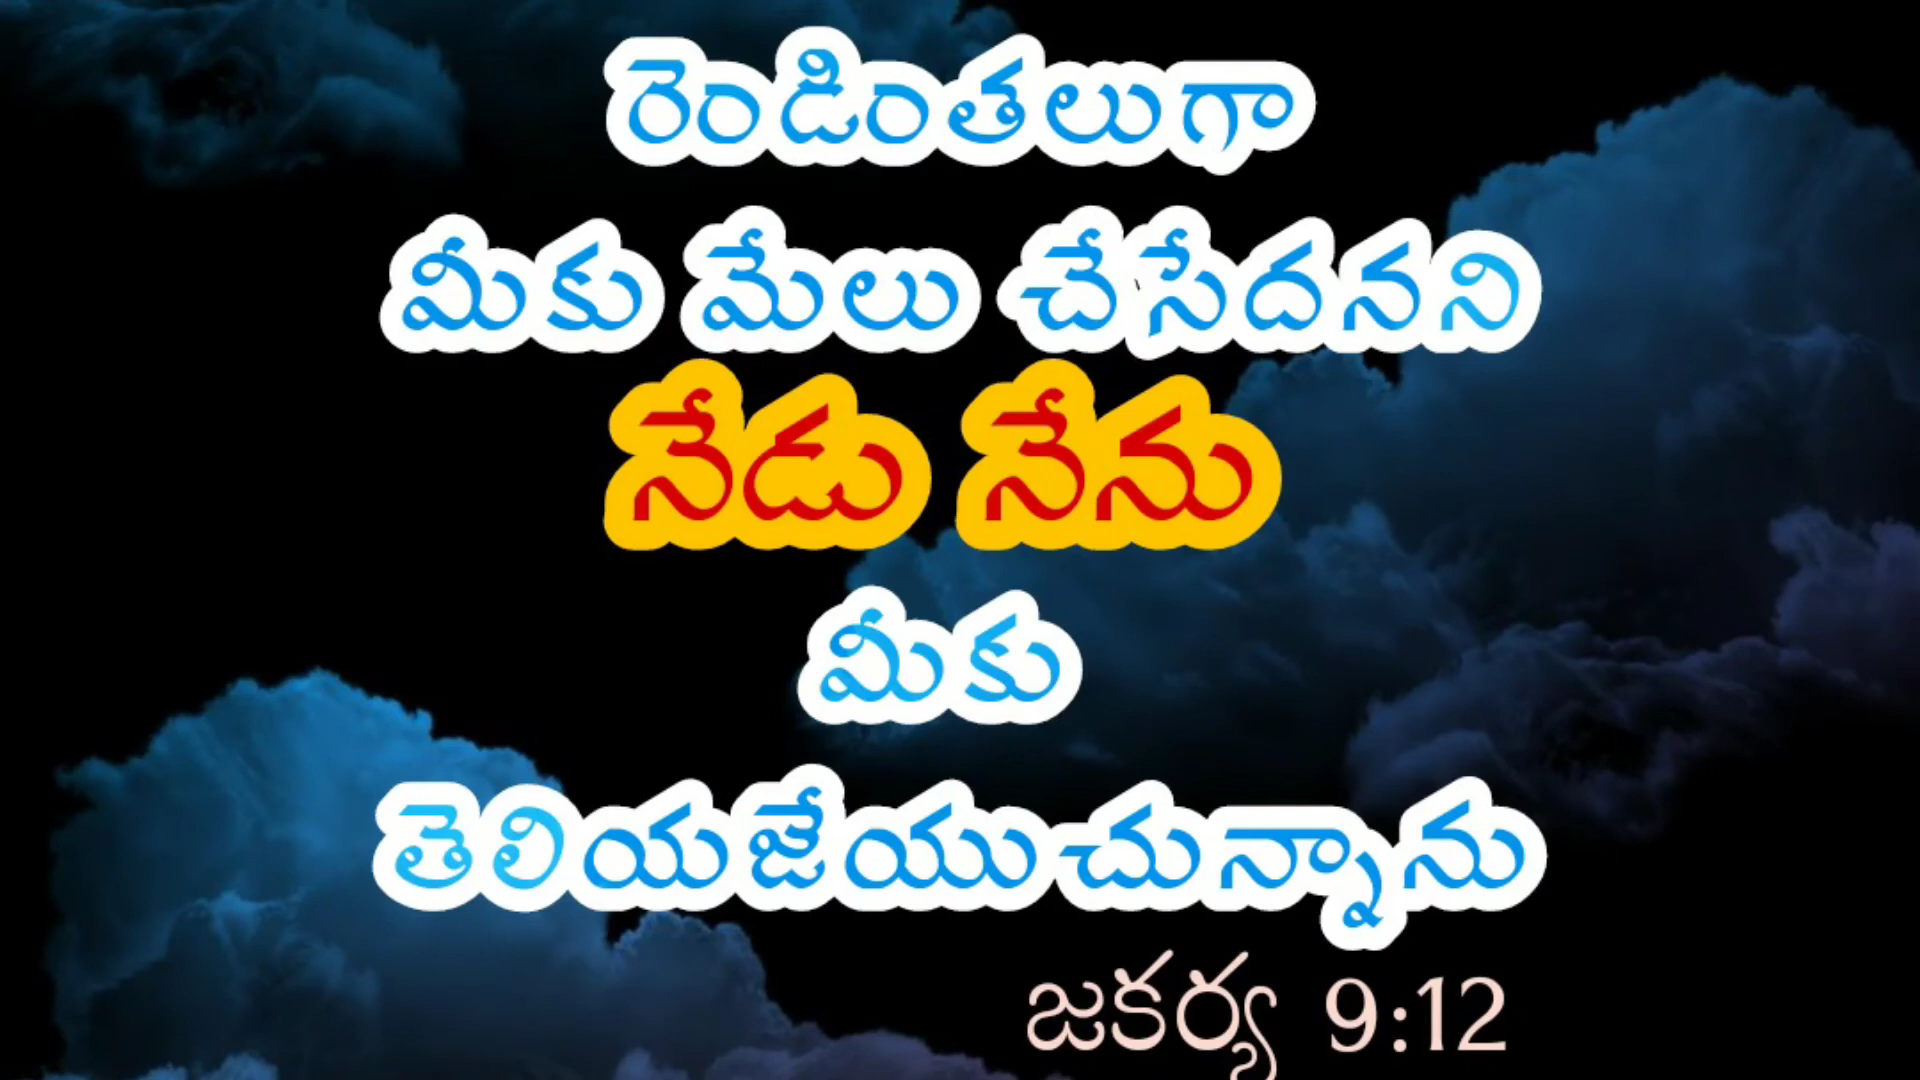 రెండింతలుగా
మీకు మేలు చేసేదనని
నేడు నేను
మీకు
తెలియజేయుచున్నాను
జకర్య 9:12